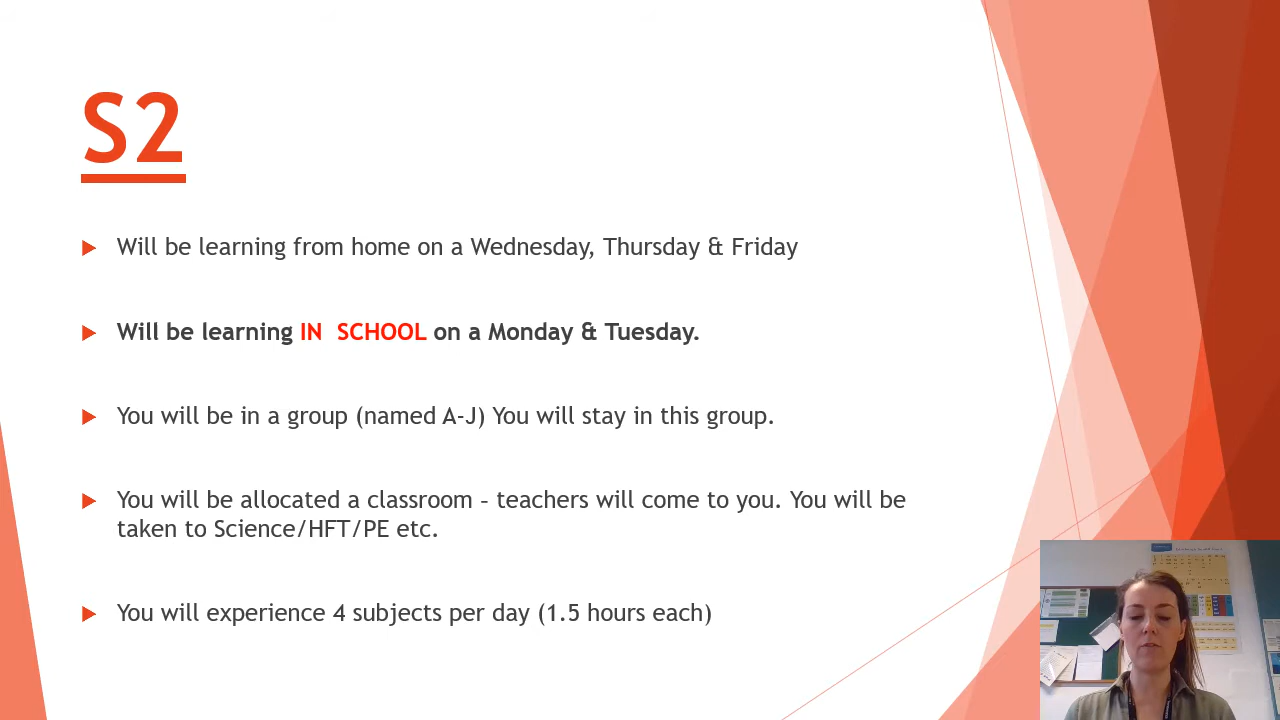 S2
Will be learning from home on a Wednesday, Thursday & Friday
Will be learning IN  SCHOOL on a Monday & Tuesday.
You will be in a group (named A-J) You will stay in this group.
You will be allocated a classroom – teachers will come to you. You will be
taken to Science/HFT/PE etc.
You will experience 4 subjects per day (1.5 hours each)